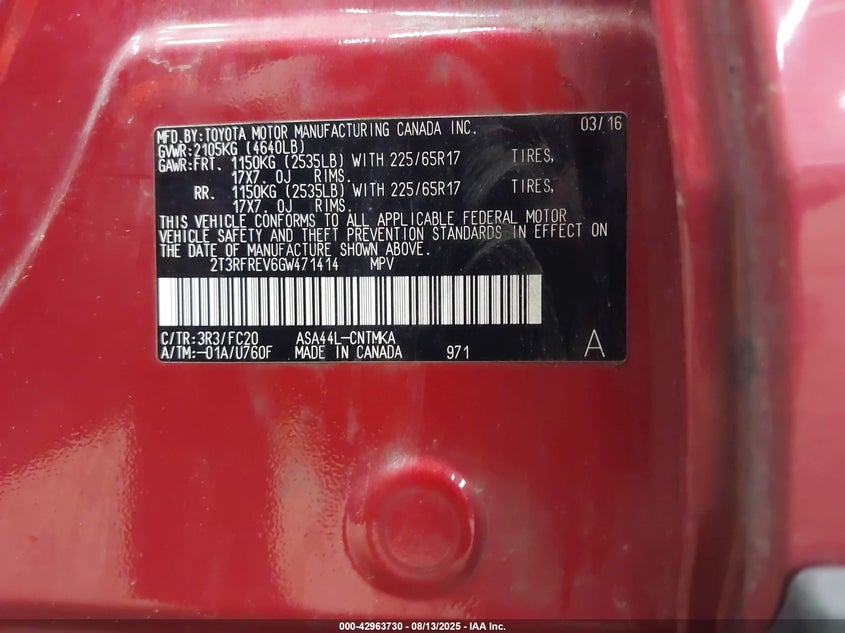 MFD.BY:TOYOTA MOTOR MANUFACTURING CANADA INC. 03/16
GVWR:2105KG (4640LB)
GAWR:FRT. 1150KG (2535LB) WITH 225/65R17 TIRES,
17X7.0J RIMS.
RR. 1150KG (2535LB) WITH 225/65R17 TIRES,
17X7.0J RIMS.
THIS VEHICLE CONFORMS TO ALL APPLICABLE FEDERAL MOTOR
VEHICLE SAFETY AND THEFT PREVENTION STANDARDS IN EFFECT ON
THE DATE OF MANUFACTURE SHOWN ABOVE.
2T3RFREV6GW471414 MPV
C/TR:3R3/FC20 ASA44L-CNTMKA
A/TM:-01A/U760F MADE IN CANADA 971 A
000-42963730 - 08/13/2025 - IAA Inc.